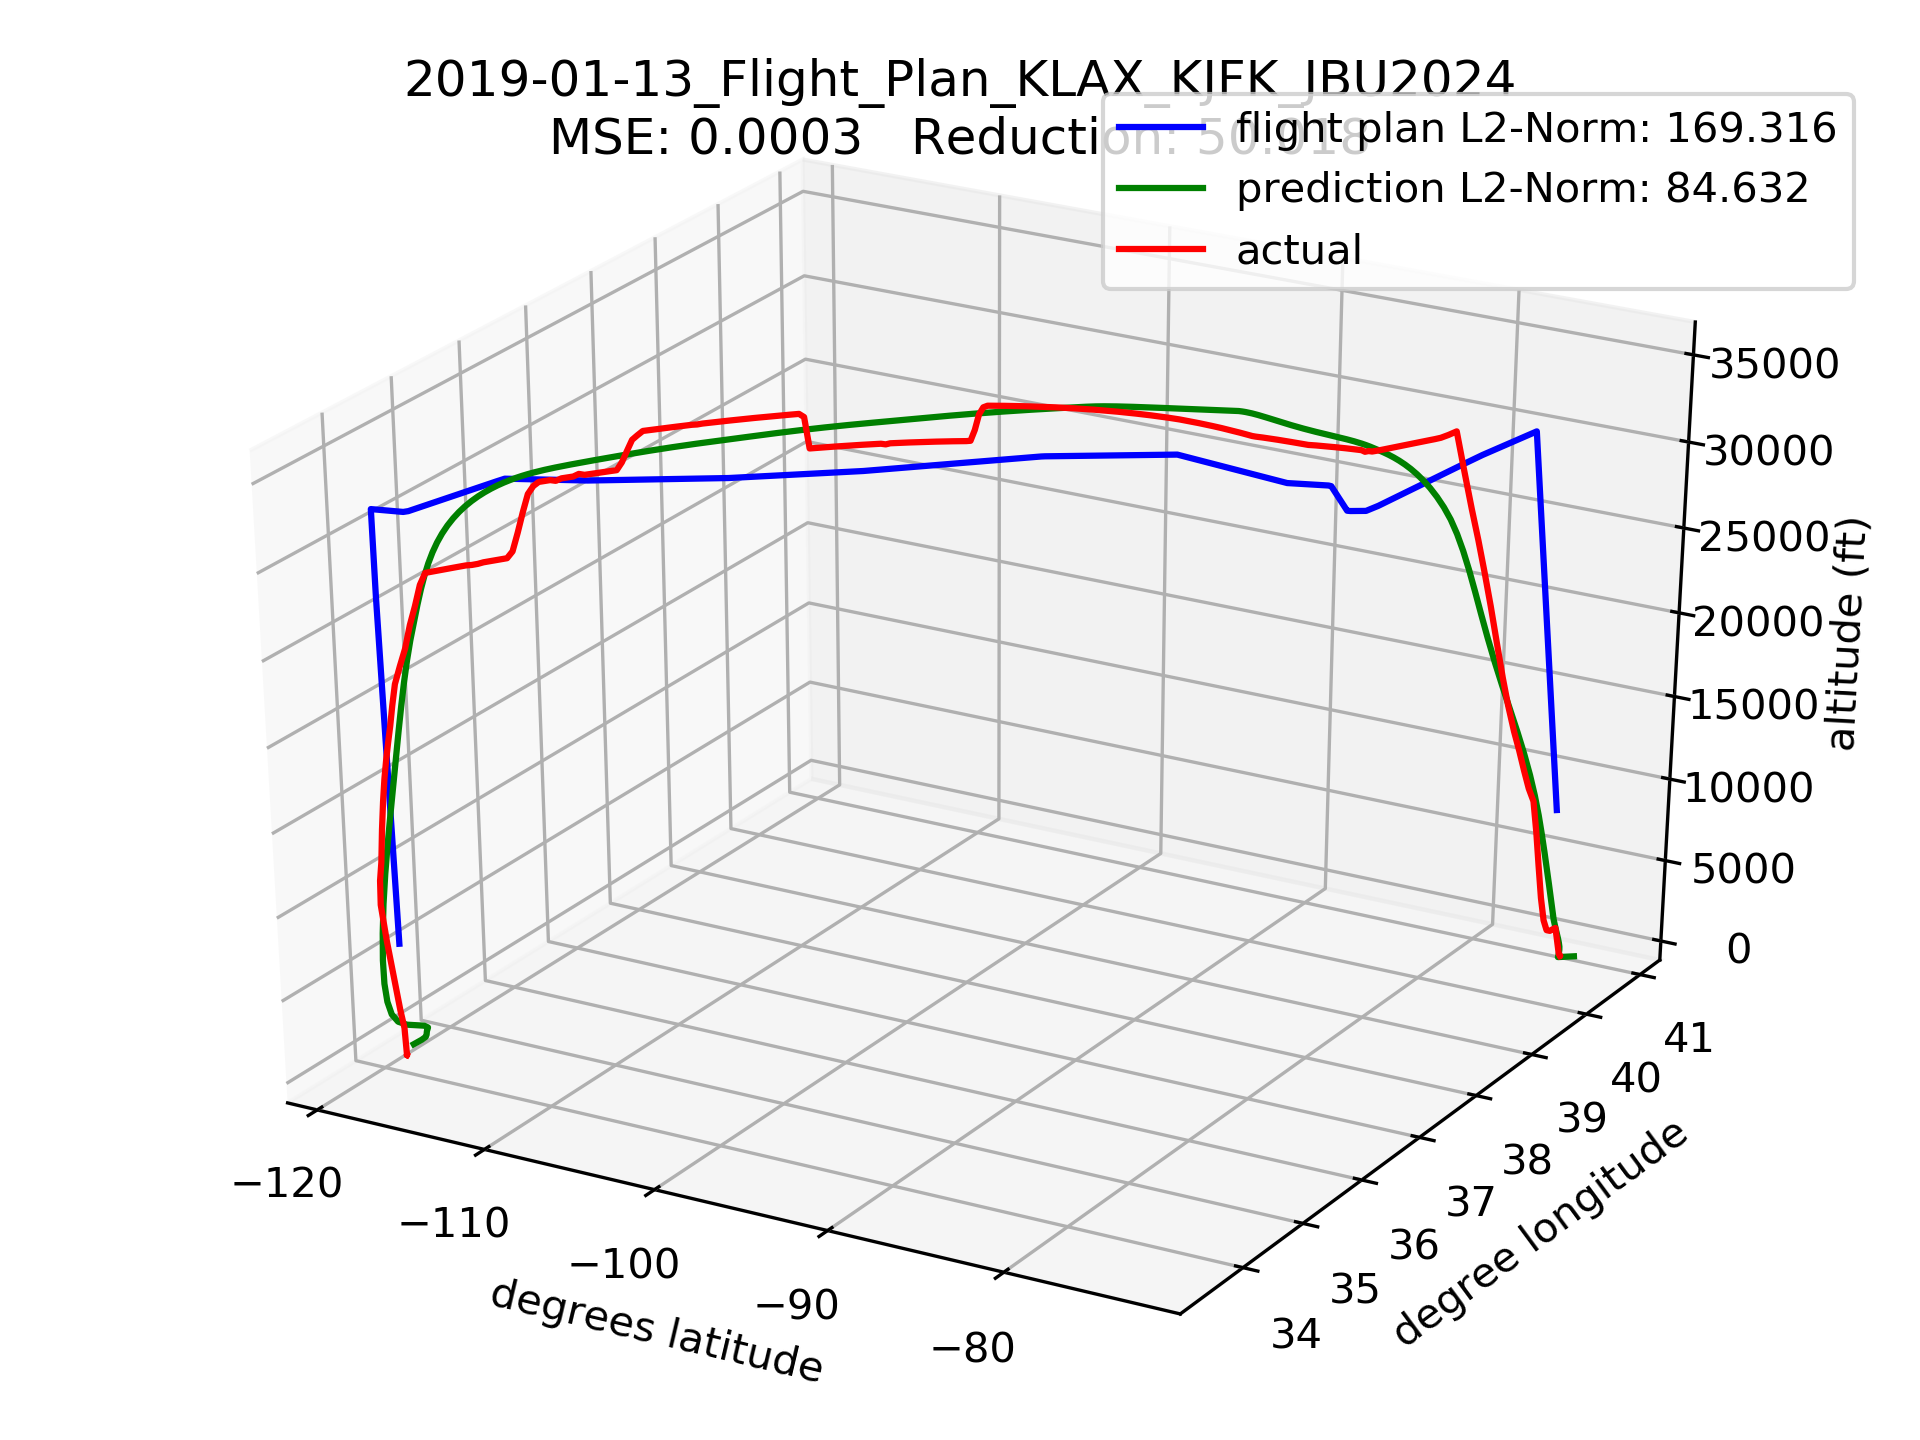 2019-01-13_Flight_Plan_KLAX_KJFK_JBU2024
MSE: 0.0003   Reduction: 50.018
flight plan L2-Norm: 169.316
prediction L2-Norm: 84.632
actual
35000
30000
25000
20000
15000
10000
5000
0
altitude (ft)
41
40
39
38
37
36
35
34
degree longitude
−120
−110
−100
−90
−80
degrees latitude